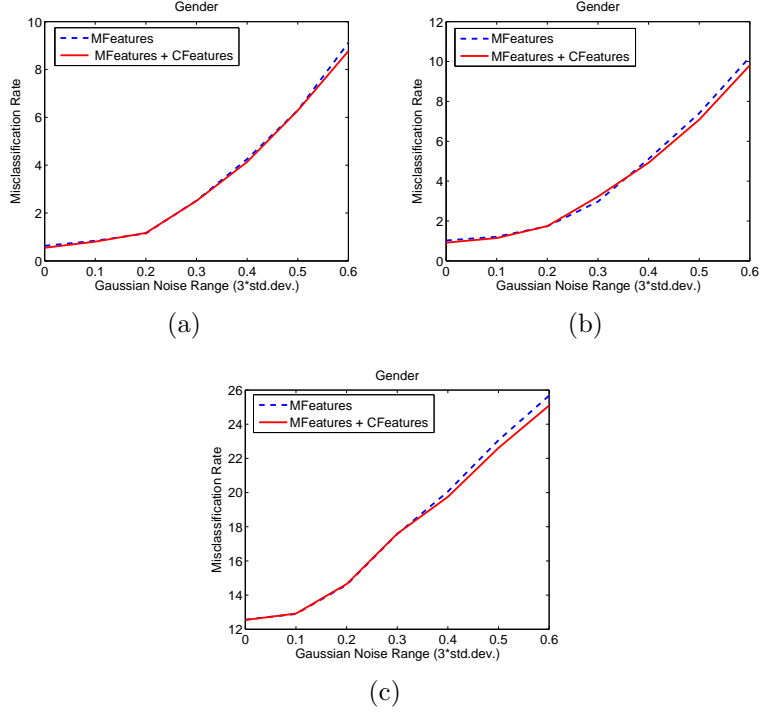 Gender
10
8
6
4
2
0
Misclassification Rate
MFeatures
MFeatures + CFeatures
0 0.1 0.2 0.3 0.4 0.5 0.6
Gaussian Noise Range (3*std.dev.)
(a)
Gender
12
10
8
6
4
2
0
Misclassification Rate
MFeatures
MFeatures + CFeatures
0 0.1 0.2 0.3 0.4 0.5 0.6
Gaussian Noise Range (3*std.dev.)
(b)
Gender
26
24
22
20
18
16
14
12
Misclassification Rate
MFeatures
MFeatures + CFeatures
0 0.1 0.2 0.3 0.4 0.5 0.6
Gaussian Noise Range (3*std.dev.)
(c)